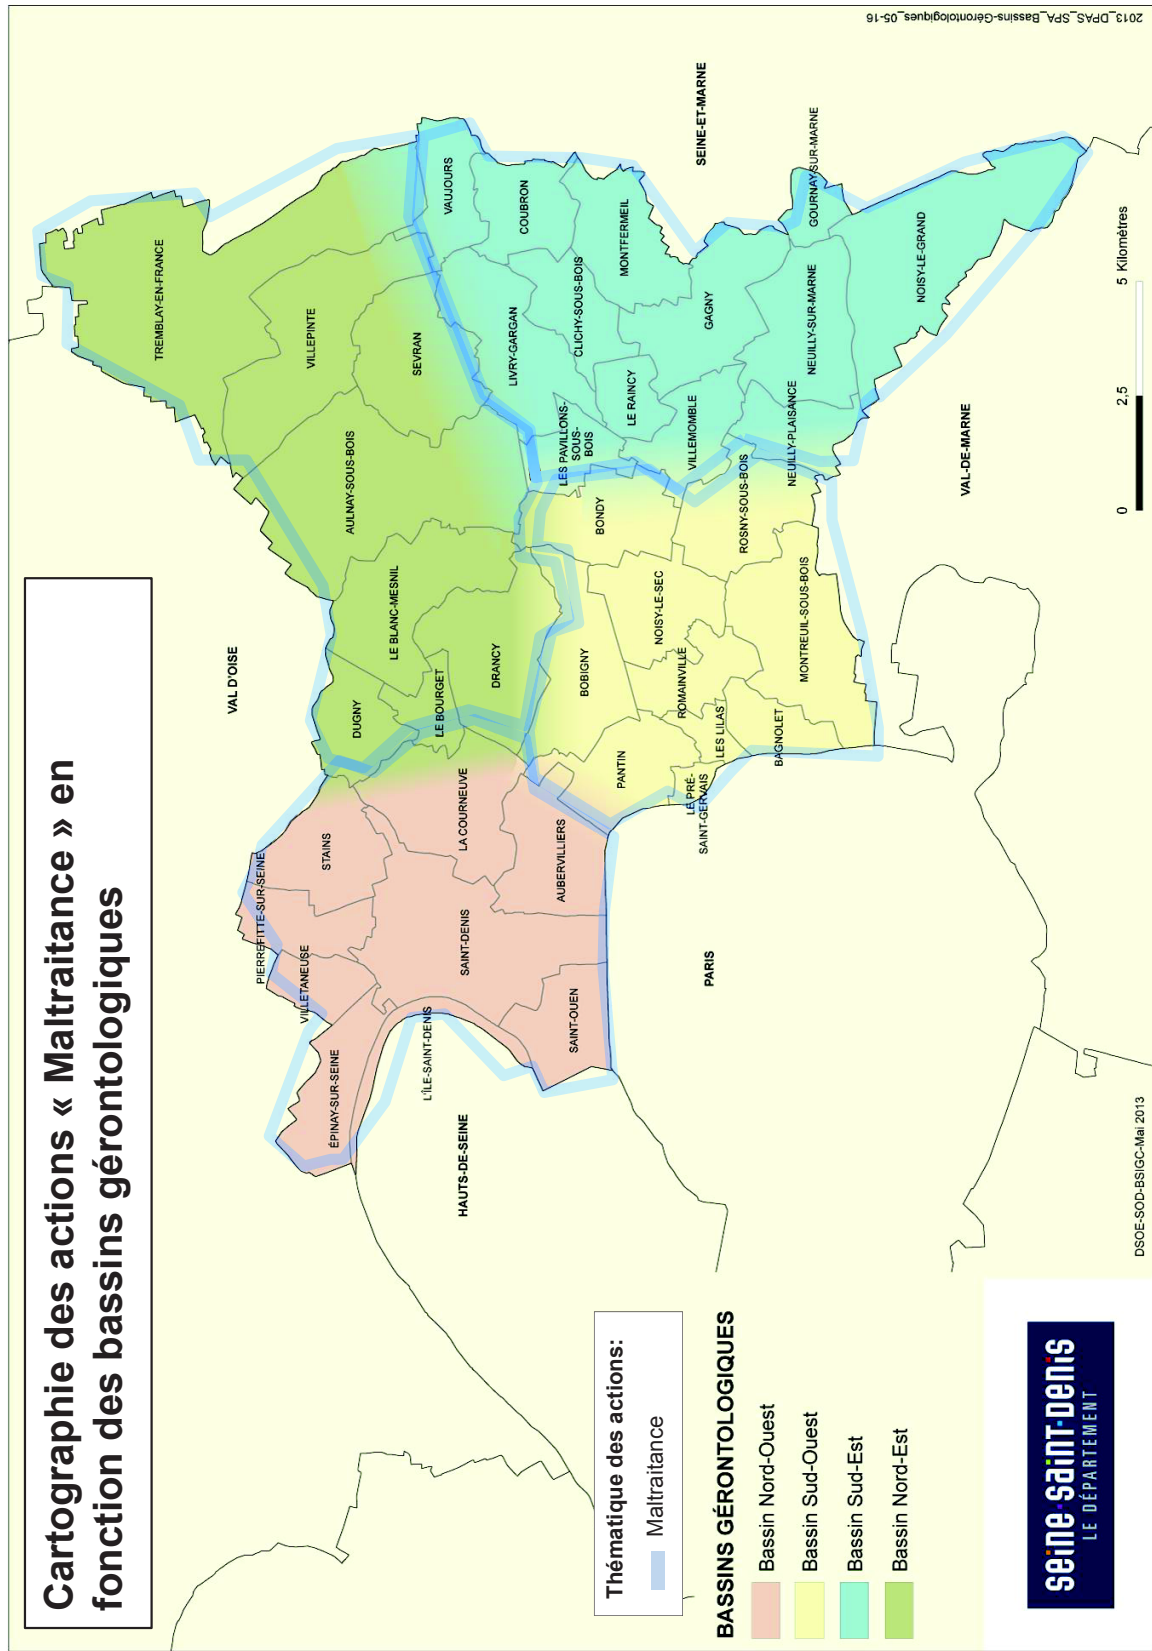 Cartographie des actions « Maltraitance » en
fonction des bassins gérontologiques
VAL D'OISE
TREMBLAY-EN-FRANCE
VILLEPINTE
SEVRAN
AULNAY-SOUS-BOIS
LE BLANC-MESNIL
DUGNY
LE BOURGET
DRANCY
PIERREFITTE-SUR-SEINE
VILLETANEUSE
STAINS
ÉPINAY-SUR-SEINE
L'ÎLE-SAINT-DENIS
SAINT-DENIS
LA COURNEUVE
AUBERVILLIERS
SAINT-OUEN
HAUTS-DE-SEINE
VAUJOURS
COUBRON
LIVRY-GARGAN
CLICHY-SOUS-BOIS
MONTFERMEIL
LES PAVILLONS-
SOUS-
BOIS
LE RAINCY
GAGNY
VILLEMOMBLE
NEUILLY-PLAISANCE
NEUILLY-SUR-MARNE
GOURNAY-SUR-MARNE
NOISY-LE-GRAND
SEINE-ET-MARNE
BONDY
BOBIGNY
NOISY-LE-SEC
ROSNY-SOUS-BOIS
PANTIN
ROMAINVILLE
LE PRÉ-
SAINT-GERVAIS
LES LILAS
BAGNOLET
MONTREUIL-SOUS-BOIS
PARIS
VAL-DE-MARNE
Thématique des actions:
Maltraitance
BASSINS GÉRONTOLOGIQUES
Bassin Nord-Ouest
Bassin Sud-Ouest
Bassin Sud-Est
Bassin Nord-Est
seine-saint-denis
LE DÉPARTEMENT
DSOE-SOD-BSIGC-Mai 2013
0 2,5 5 Kilomètres
2013_DPAS_SPA_Bassins-Gérontologiques_05-16